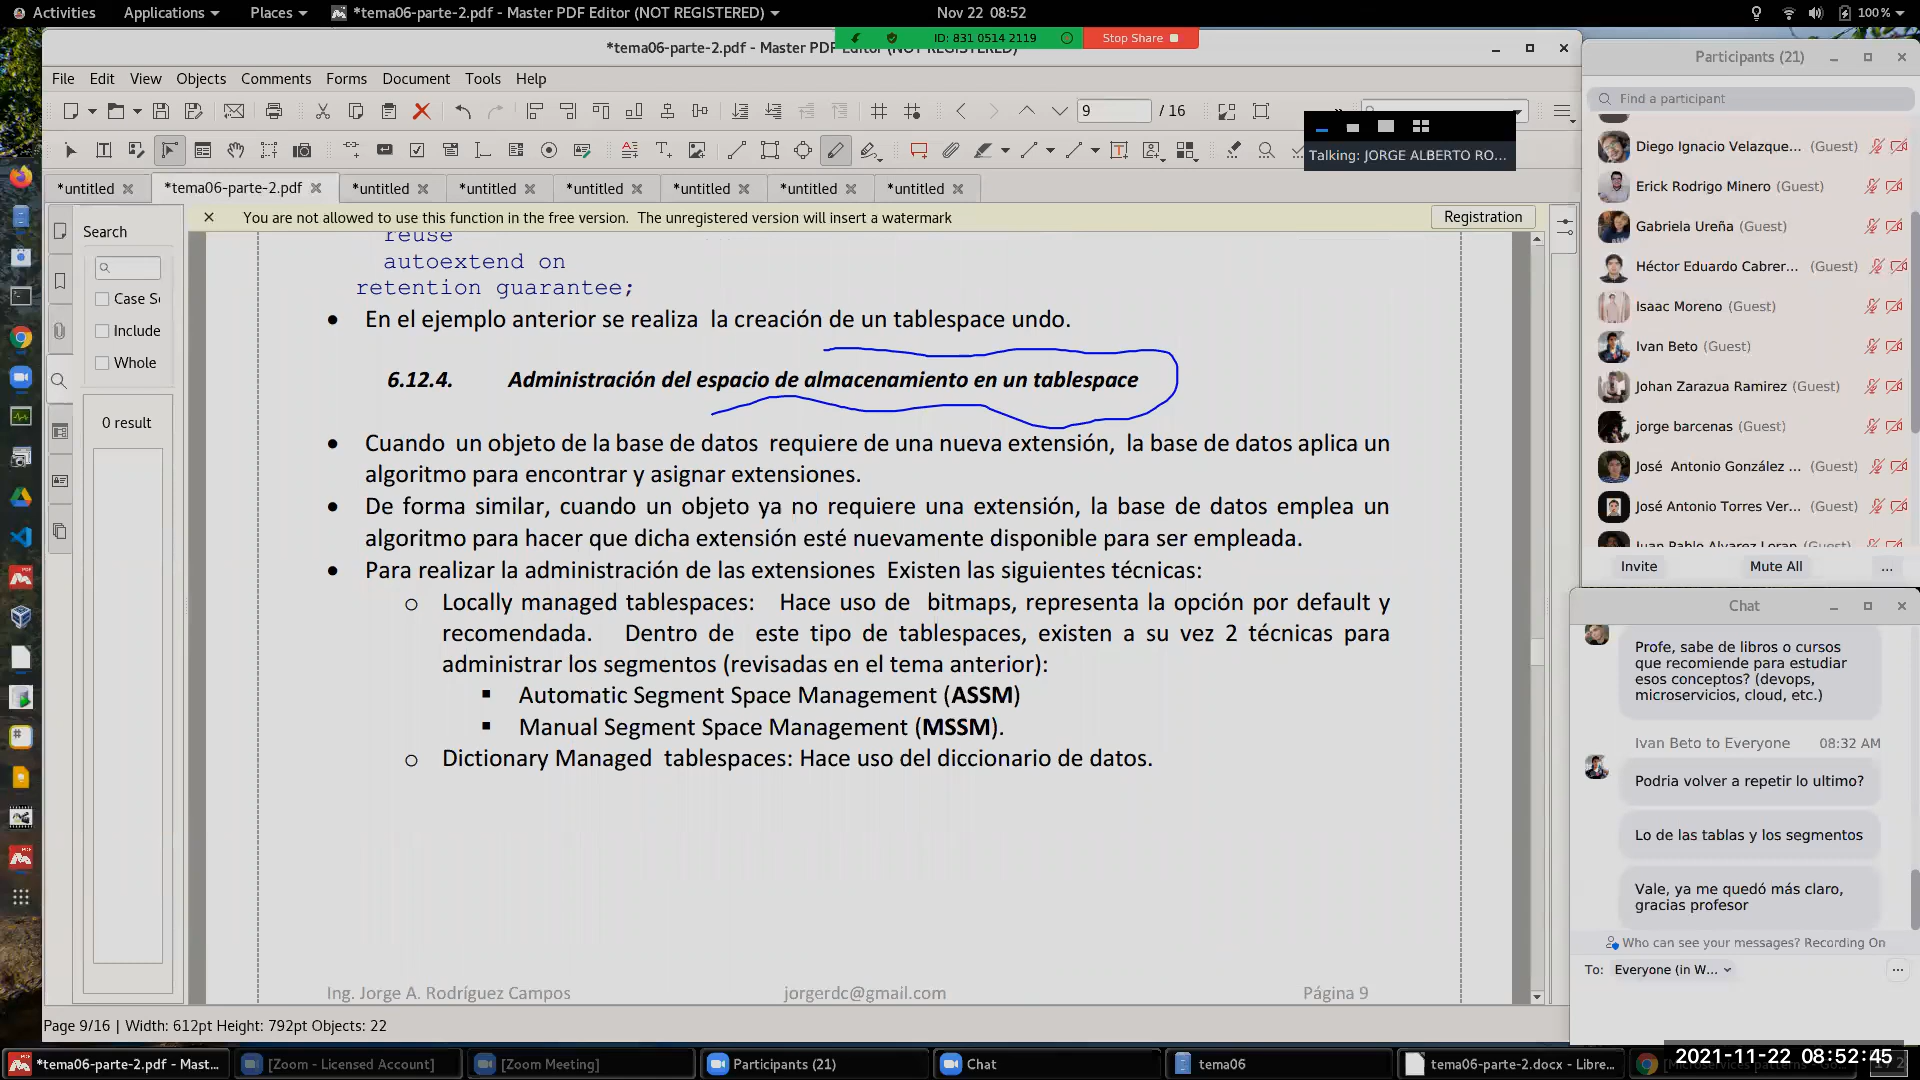 Activities
Applications
Places
*tema06-parte-2.pdf - Master PDF Editor (NOT REGISTERED)
Nov 22 08:52
100%
*tema06-parte-2.pdf - Master PDF Editor (NOT REGISTERED)
ID: 831 0514 2119
Stop Share
File Edit View Objects Comments Forms Document Tools Help
9 / 16
Talking: JORGE ALBERTO RO...
*untitled
*tema06-parte-2.pdf
*untitled
*untitled
*untitled
*untitled
*untitled
*untitled
You are not allowed to use this function in the free version. The unregistered version will insert a watermark
Registration
Search
Case Se
Include
Whole
0 result
reuse
autoextend on
retention guarantee;
• En el ejemplo anterior se realiza la creación de un tablespace undo.
6.12.4. Administración del espacio de almacenamiento en un tablespace
• Cuando un objeto de la base de datos requiere de una nueva extensión, la base de datos aplica un
algoritmo para encontrar y asignar extensiones.
• De forma similar, cuando un objeto ya no requiere una extensión, la base de datos emplea un
algoritmo para hacer que dicha extensión esté nuevamente disponible para ser empleada.
• Para realizar la administración de las extensiones Existen las siguientes técnicas:
o Locally managed tablespaces: Hace uso de bitmaps, representa la opción por default y
recomendada. Dentro de este tipo de tablespaces, existen a su vez 2 técnicas para
administrar los segmentos (revisadas en el tema anterior):
▪ Automatic Segment Space Management (ASSM)
▪ Manual Segment Space Management (MSSM).
o Dictionary Managed tablespaces: Hace uso del diccionario de datos.
Ing. Jorge A. Rodríguez Campos
jorgerdc@gmail.com
Página 9
Page 9/16 | Width: 612pt Height: 792pt Objects: 22
Participants (21)
Find a participant
Diego Ignacio Velazque... (Guest)
Erick Rodrigo Minero (Guest)
Gabriela Ureña (Guest)
Héctor Eduardo Cabrer... (Guest)
Isaac Moreno (Guest)
Ivan Beto (Guest)
Johan Zarazua Ramirez (Guest)
jorge barcenas (Guest)
José Antonio González ... (Guest)
José Antonio Torres Ver... (Guest)
Juan Pablo Alvarez Loran (Guest)
Invite
Mute All
...
Chat
Profe, sabe de libros o cursos
que recomiende para estudiar
esos conceptos? (devops,
microservicios, cloud, etc.)
Ivan Beto to Everyone 08:32 AM
Podria volver a repetir lo ultimo?
Lo de las tablas y los segmentos
Vale, ya me quedó más claro,
gracias profesor
Who can see your messages? Recording On
To: Everyone (in W...
*tema06-parte-2.pdf - Mast...
[Zoom - Licensed Account]
[Zoom Meeting]
Participants (21)
Chat
tema06
tema06-parte-2.docx - Libre...
2021-11-22 08:52:45